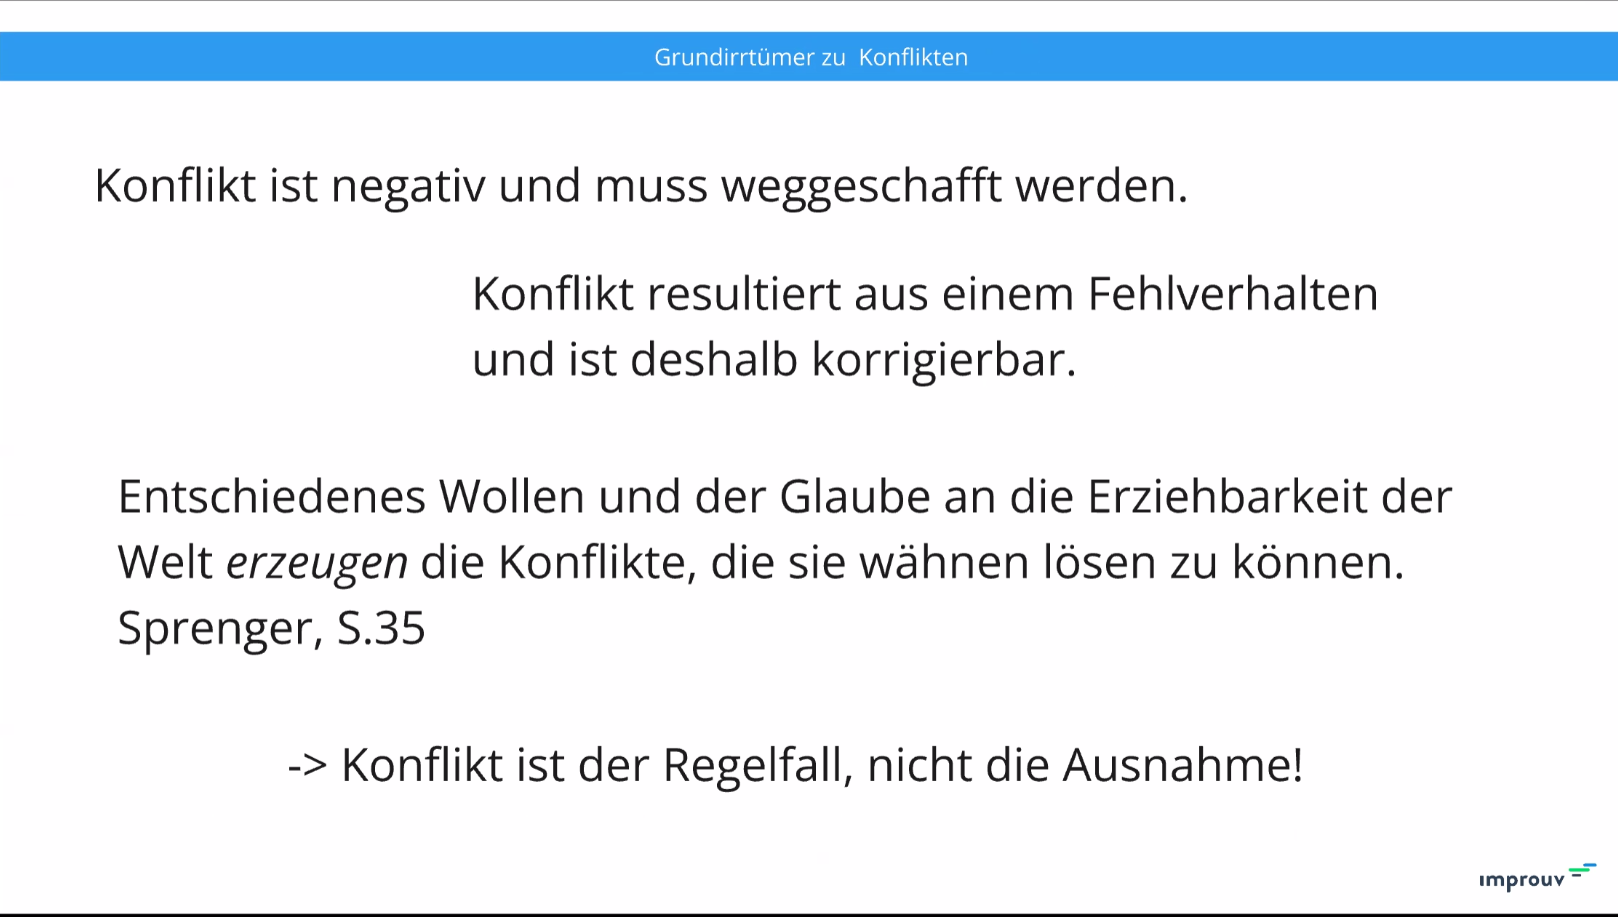 Grundirrtümer zu  Konflikten
Konflikt ist negativ und muss weggeschafft werden.
Konflikt resultiert aus einem Fehlverhalten
und ist deshalb korrigierbar.
Entschiedenes Wollen und der Glaube an die Erziehbarkeit der
Welt erzeugen die Konflikte, die sie wähnen lösen zu können.
Sprenger, S.35
-> Konflikt ist der Regelfall, nicht die Ausnahme!
improuv